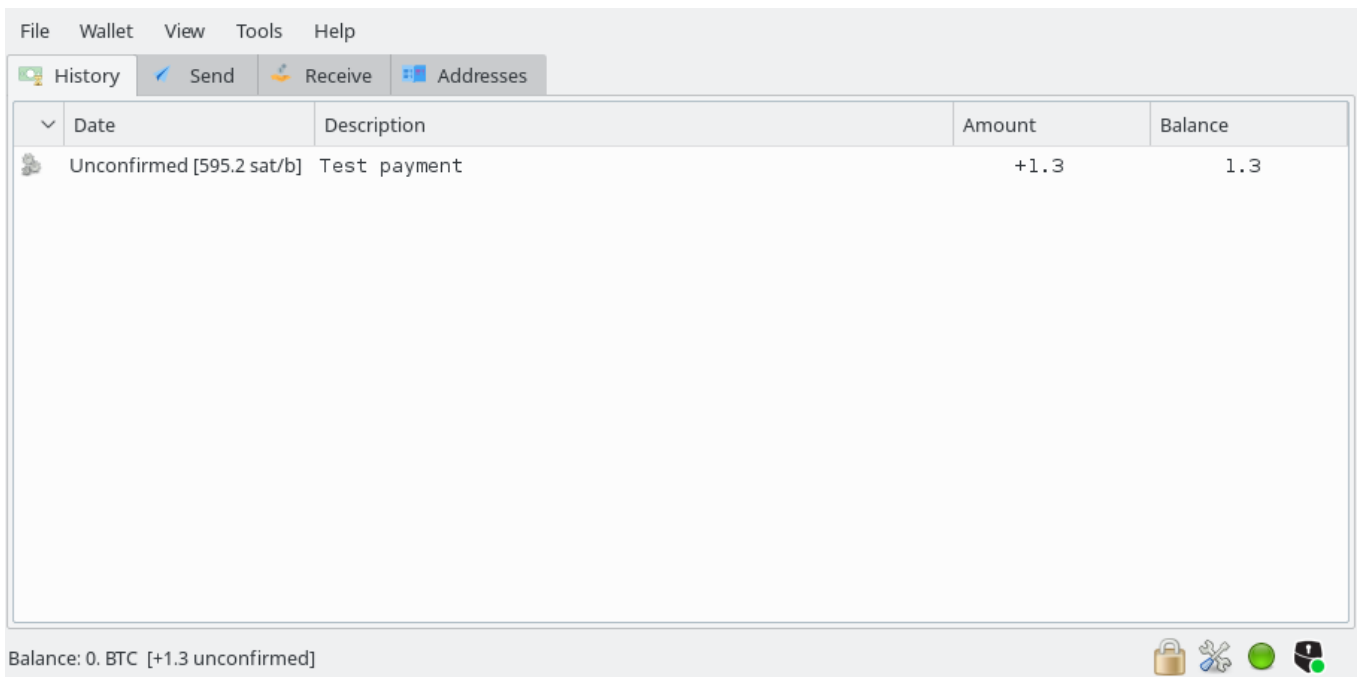 File Wallet View Tools Help
History Send Receive Addresses
Date Description Amount Balance
Unconfirmed [595.2 sat/b] Test payment +1.3 1.3
Balance: 0. BTC [+1.3 unconfirmed]